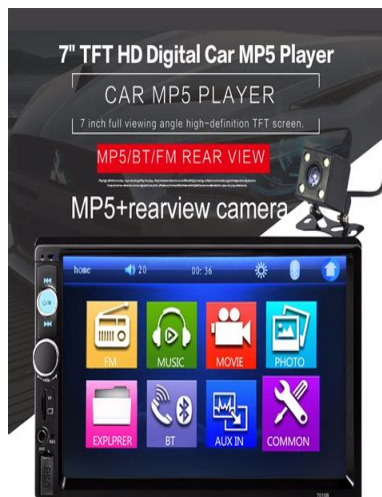 7" TFT HD Digital Car MP5 Player
CAR MP5 PLAYER
7 inch full viewing angle high-definition TFT screen.
MP5/BT/FM REAR VIEW
MP5+rearview camera
home 20 00:36
FM MUSIC MOVIE PHOTO
EXPLPRER BT AUX IN COMMON
USB